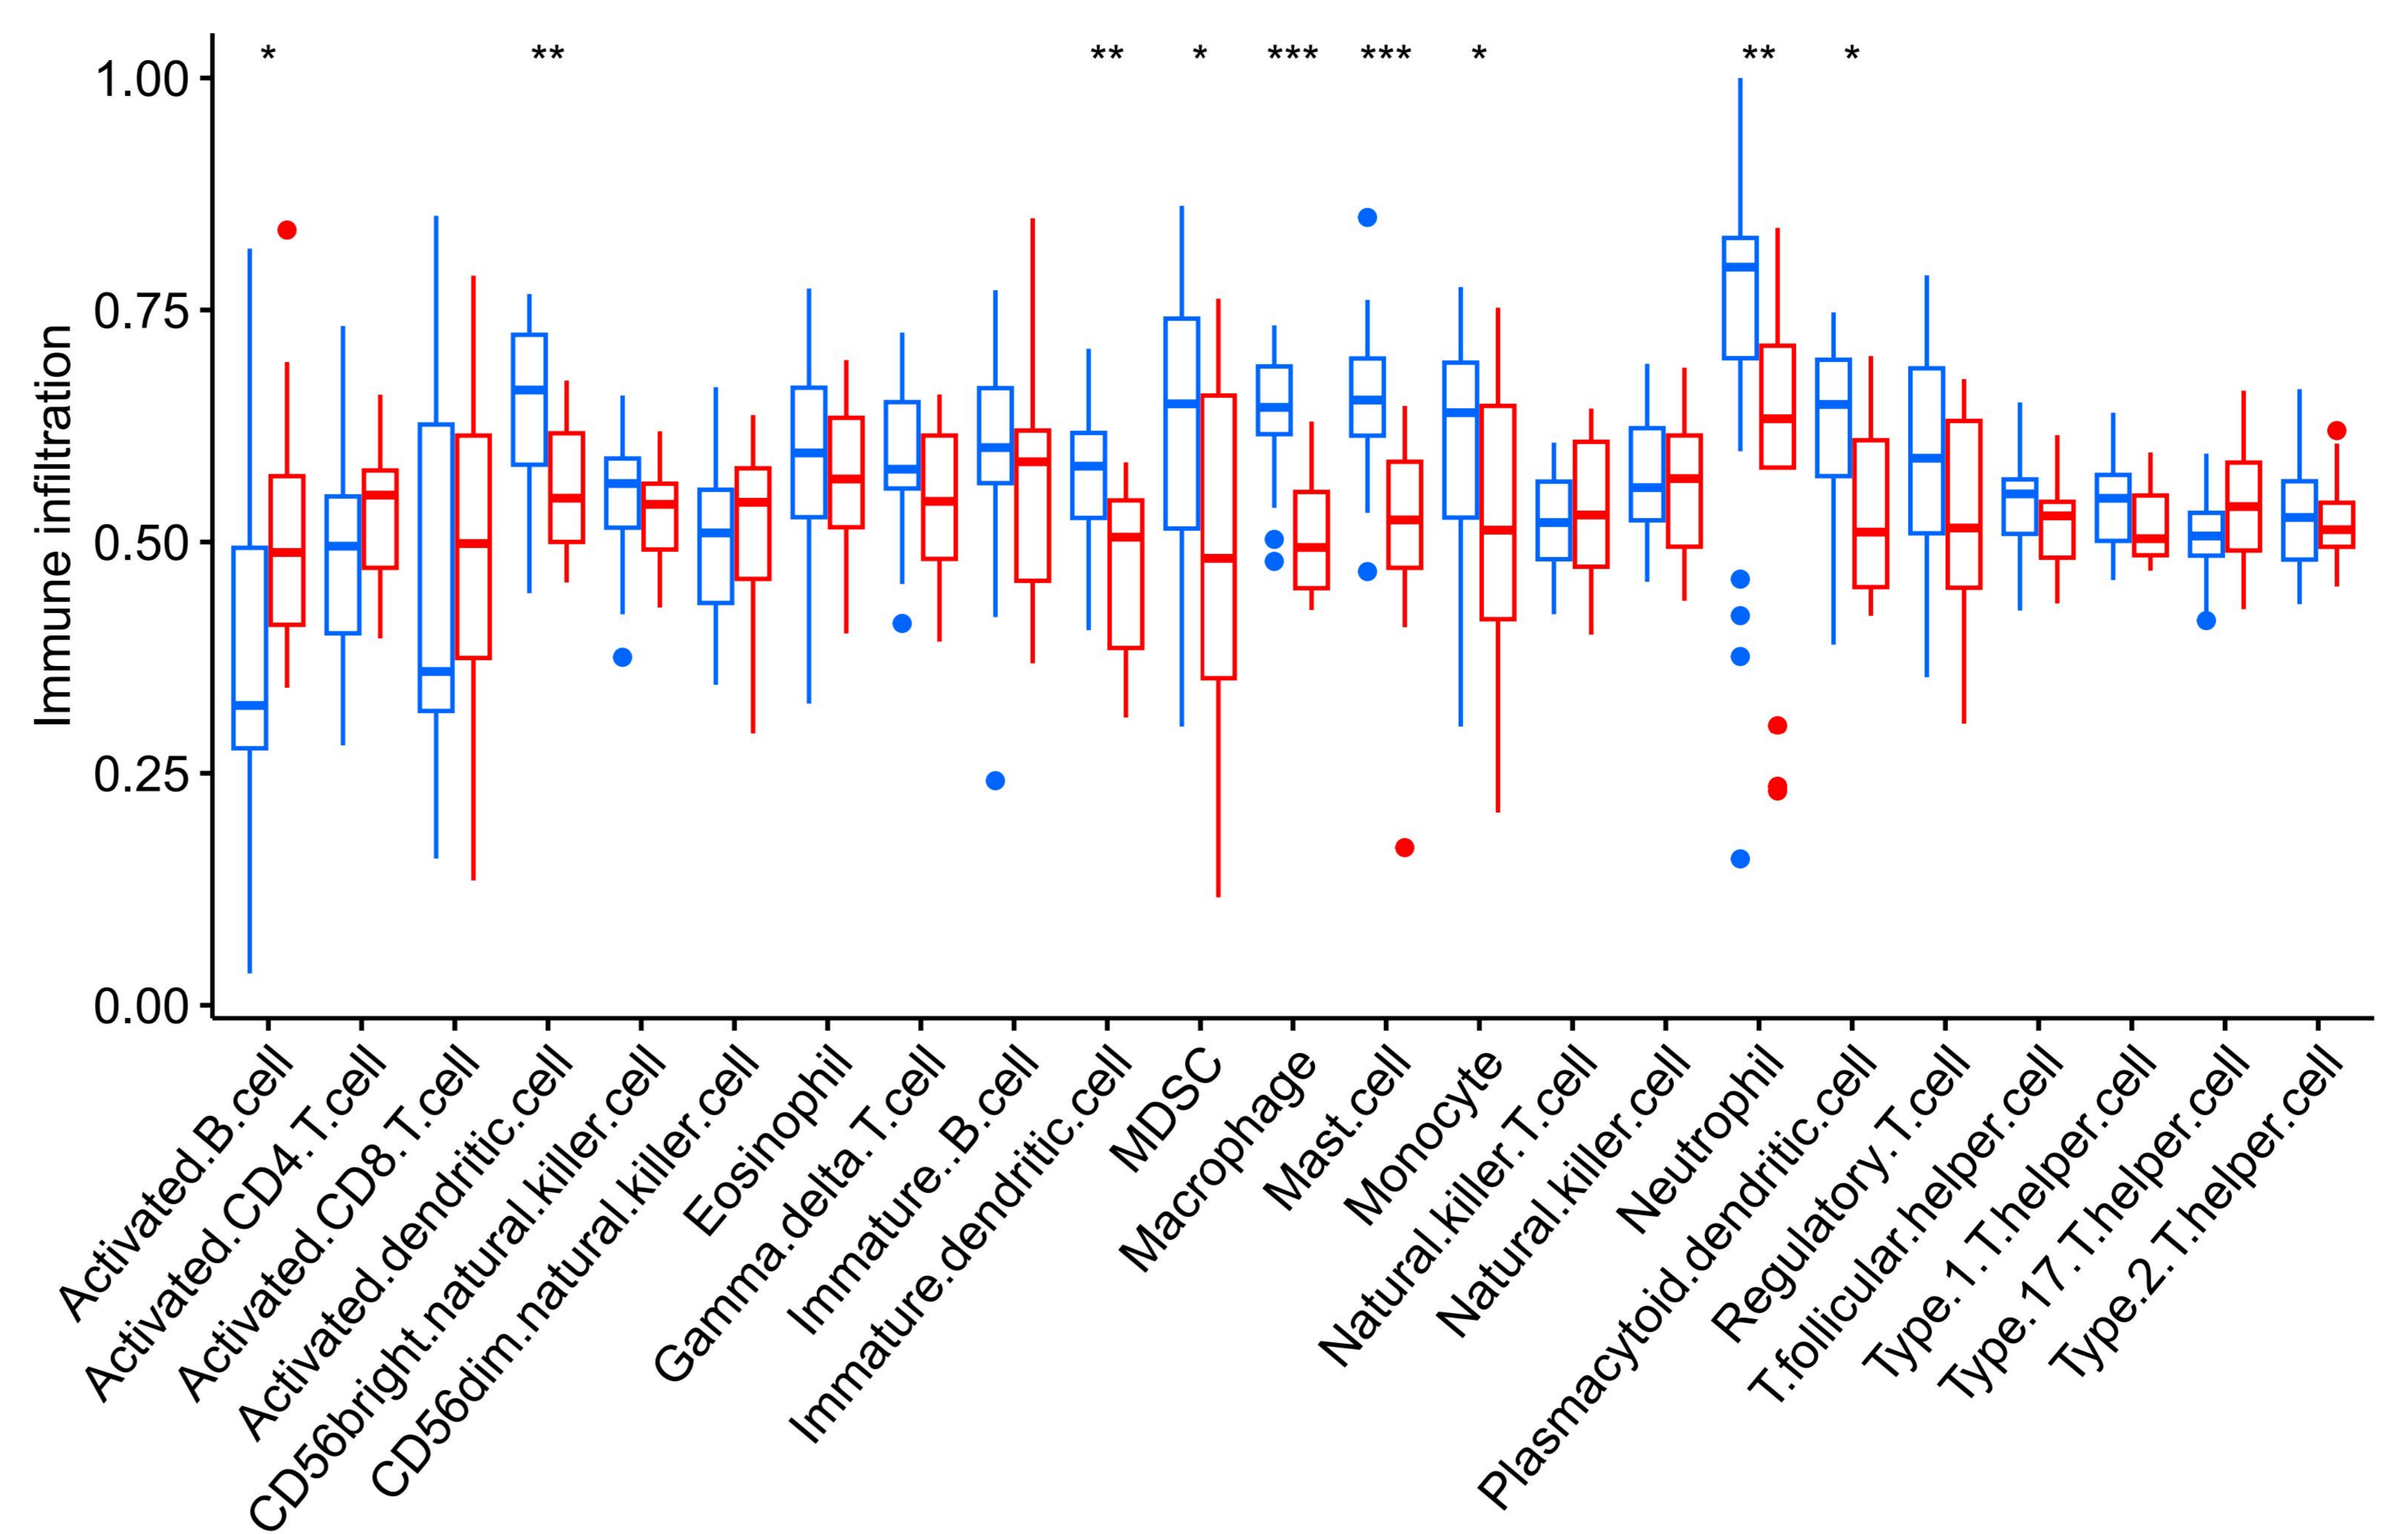 * ** ** * *** *** * ** *
Immune infiltration
1.00
0.75
0.50
0.25
0.00
Activated.B.cell
Activated.CD4.T.cell
Activated.CD8.T.cell
Activated.dendritic.cell
CD56bright.natural.killer.cell
CD56dim.natural.killer.cell
Eosinophil
Gamma.delta.T.cell
Immature..B.cell
Immature.dendritic.cell
MDSC
Macrophage
Mast.cell
Monocyte
Natural.killer.T.cell
Natural.killer.cell
Neutrophil
Plasmacytoid.dendritic.cell
Regulatory.T.cell
T.follicular.helper.cell
Type.1.T.helper.cell
Type.17.T.helper.cell
Type.2.T.helper.cell